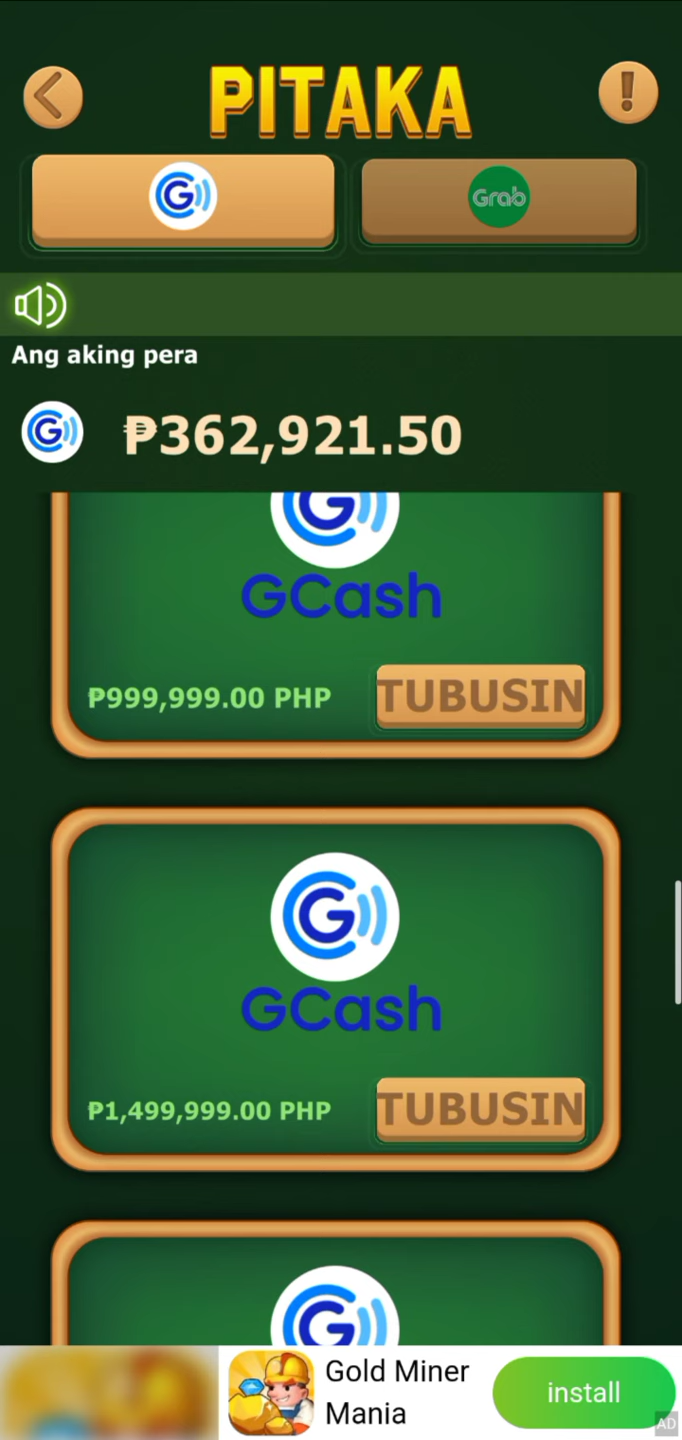 PITAKA
Grab
Ang aking pera
₱362,921.50
GCash
₱999,999.00 PHP
TUBUSIN
GCash
₱1,499,999.00 PHP
TUBUSIN
Gold Miner
Mania
install
AD